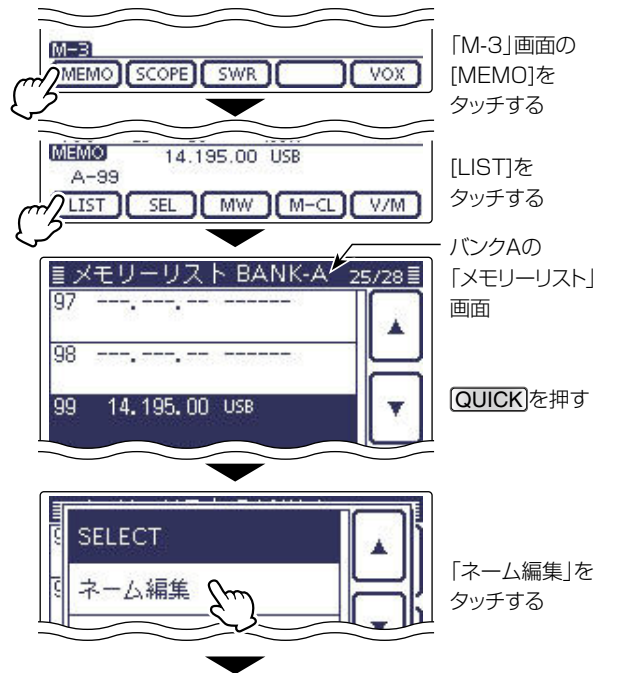 M-3
MEMO SCOPE SWR VOX
「M-3」画面の
[MEMO]を
タッチする
MEMO 14.195.00 USB
A-99
LIST SEL MW M-CL V/M
[LIST]を
タッチする
メモリーリスト BANK-A 25/28
97 ---.---.-- ------
98 ---.---.-- ------
99 14.195.00 USB
バンクAの
「メモリーリスト」
画面
QUICKを押す
SELECT
ネーム編集
「ネーム編集」を
タッチする